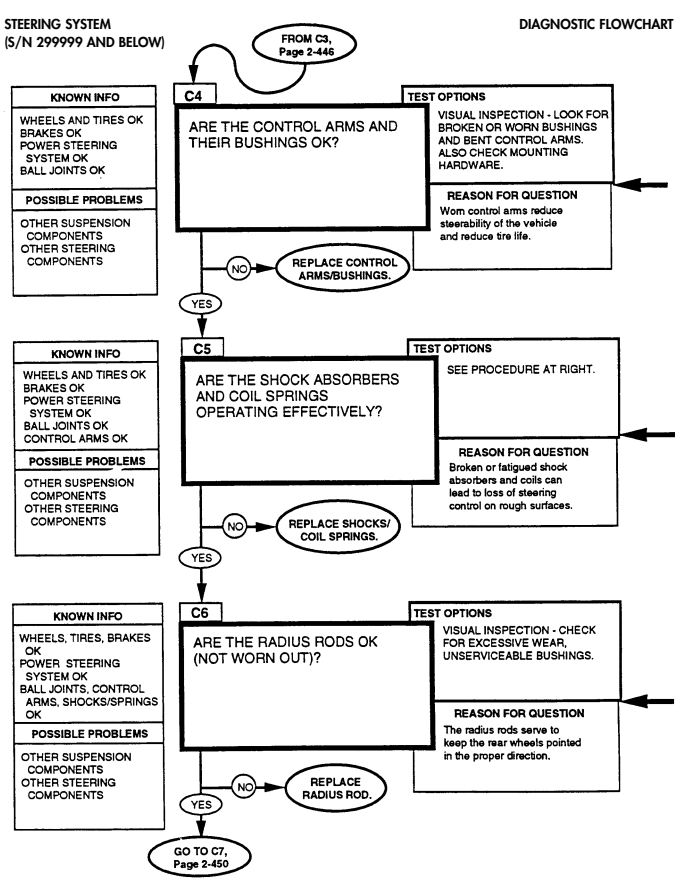 STEERING SYSTEM
(S/N 299999 AND BELOW)
DIAGNOSTIC FLOWCHART
FROM C3,
Page 2-446
C4
KNOWN INFO
WHEELS AND TIRES OK
BRAKES OK
POWER STEERING
SYSTEM OK
BALL JOINTS OK
POSSIBLE PROBLEMS
OTHER SUSPENSION
COMPONENTS
OTHER STEERING
COMPONENTS
ARE THE CONTROL ARMS AND
THEIR BUSHINGS OK?
TEST OPTIONS
VISUAL INSPECTION - LOOK FOR
BROKEN OR WORN BUSHINGS
AND BENT CONTROL ARMS.
ALSO CHECK MOUNTING
HARDWARE.
REASON FOR QUESTION
Worn control arms reduce
steerability of the vehicle
and reduce tire life.
NO
REPLACE CONTROL
ARMS/BUSHINGS.
YES
C5
KNOWN INFO
WHEELS AND TIRES OK
BRAKES OK
POWER STEERING
SYSTEM OK
BALL JOINTS OK
CONTROL ARMS OK
POSSIBLE PROBLEMS
OTHER SUSPENSION
COMPONENTS
OTHER STEERING
COMPONENTS
ARE THE SHOCK ABSORBERS
AND COIL SPRINGS
OPERATING EFFECTIVELY?
TEST OPTIONS
SEE PROCEDURE AT RIGHT.
REASON FOR QUESTION
Broken or fatigued shock
absorbers and coils can
lead to loss of steering
control on rough surfaces.
NO
REPLACE SHOCKS/
COIL SPRINGS.
YES
C6
KNOWN INFO
WHEELS, TIRES, BRAKES
OK
POWER STEERING
SYSTEM OK
BALL JOINTS, CONTROL
ARMS, SHOCKS/SPRINGS
OK
POSSIBLE PROBLEMS
OTHER SUSPENSION
COMPONENTS
OTHER STEERING
COMPONENTS
ARE THE RADIUS RODS OK
(NOT WORN OUT)?
TEST OPTIONS
VISUAL INSPECTION - CHECK
FOR EXCESSIVE WEAR,
UNSERVICEABLE BUSHINGS.
REASON FOR QUESTION
The radius rods serve to
keep the rear wheels pointed
in the proper direction.
NO
REPLACE
RADIUS ROD.
YES
GO TO C7,
Page 2-450